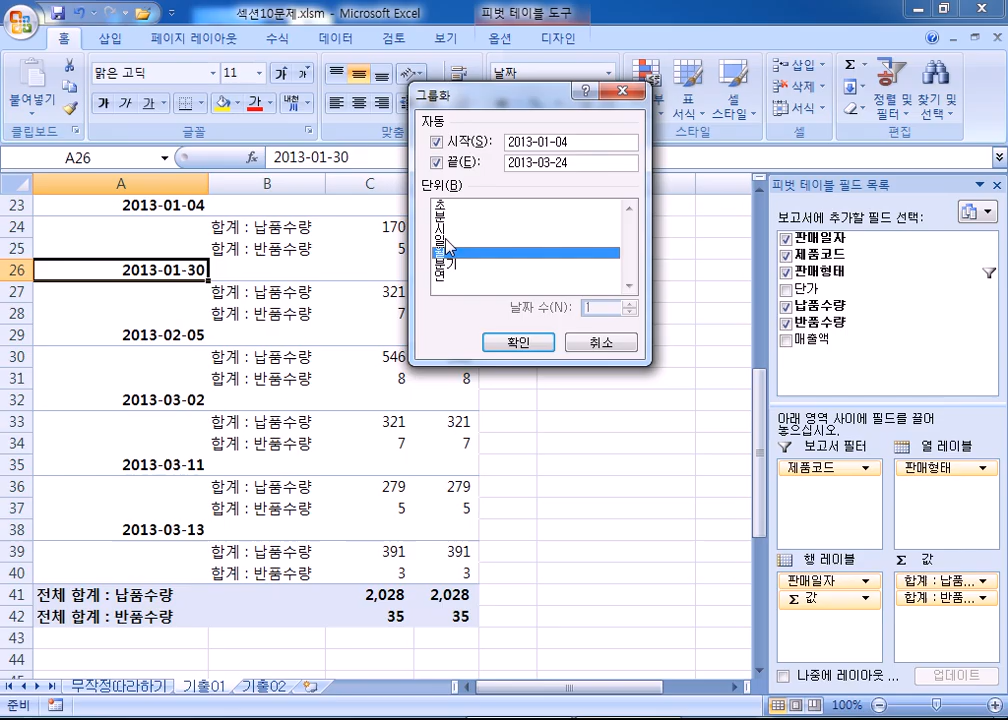 섹션10문제.xlsm - Microsoft Excel
피벗 테이블 도구
홈 삽입 페이지 레이아웃 수식 데이터 검토 보기 옵션 디자인
붙여넣기
클립보드
맑은 고딕 11
가 가 가
내천
글꼴
맞춤
날짜
스타일
셀 스타일
삽입
삭제
서식
셀
정렬 및 필터
찾기 및 선택
편집
A26 fx 2013-01-30
A B C
23 2013-01-04
24 합계 : 납품수량 170
25 합계 : 반품수량 5
26 2013-01-30
27 합계 : 납품수량 321
28 합계 : 반품수량 7
29 2013-02-05
30 합계 : 납품수량 546
31 합계 : 반품수량 8 8
32 2013-03-02
33 합계 : 납품수량 321 321
34 합계 : 반품수량 7 7
35 2013-03-11
36 합계 : 납품수량 279 279
37 합계 : 반품수량 5 5
38 2013-03-13
39 합계 : 납품수량 391 391
40 합계 : 반품수량 3 3
41 전체 합계 : 납품수량 2,028 2,028
42 전체 합계 : 반품수량 35 35
43
44
그룹화
자동
시작(S): 2013-01-04
끝(E): 2013-03-24
단위(B)
초
분
시
일
분기
연
날짜 수(N): 1
확인 취소
피벗 테이블 필드 목록
보고서에 추가할 필드 선택:
판매일자
제품코드
판매형태
단가
납품수량
반품수량
매출액
아래 영역 사이에 필드를 끌어
놓으십시오.
보고서 필터 열 레이블
제품코드 판매형태
행 레이블 Σ 값
판매일자 합계 : 납품...
Σ 값 합계 : 반품...
나중에 레이아웃 ... 업데이트
무작정따라하기 기출01 기출02
준비 100%